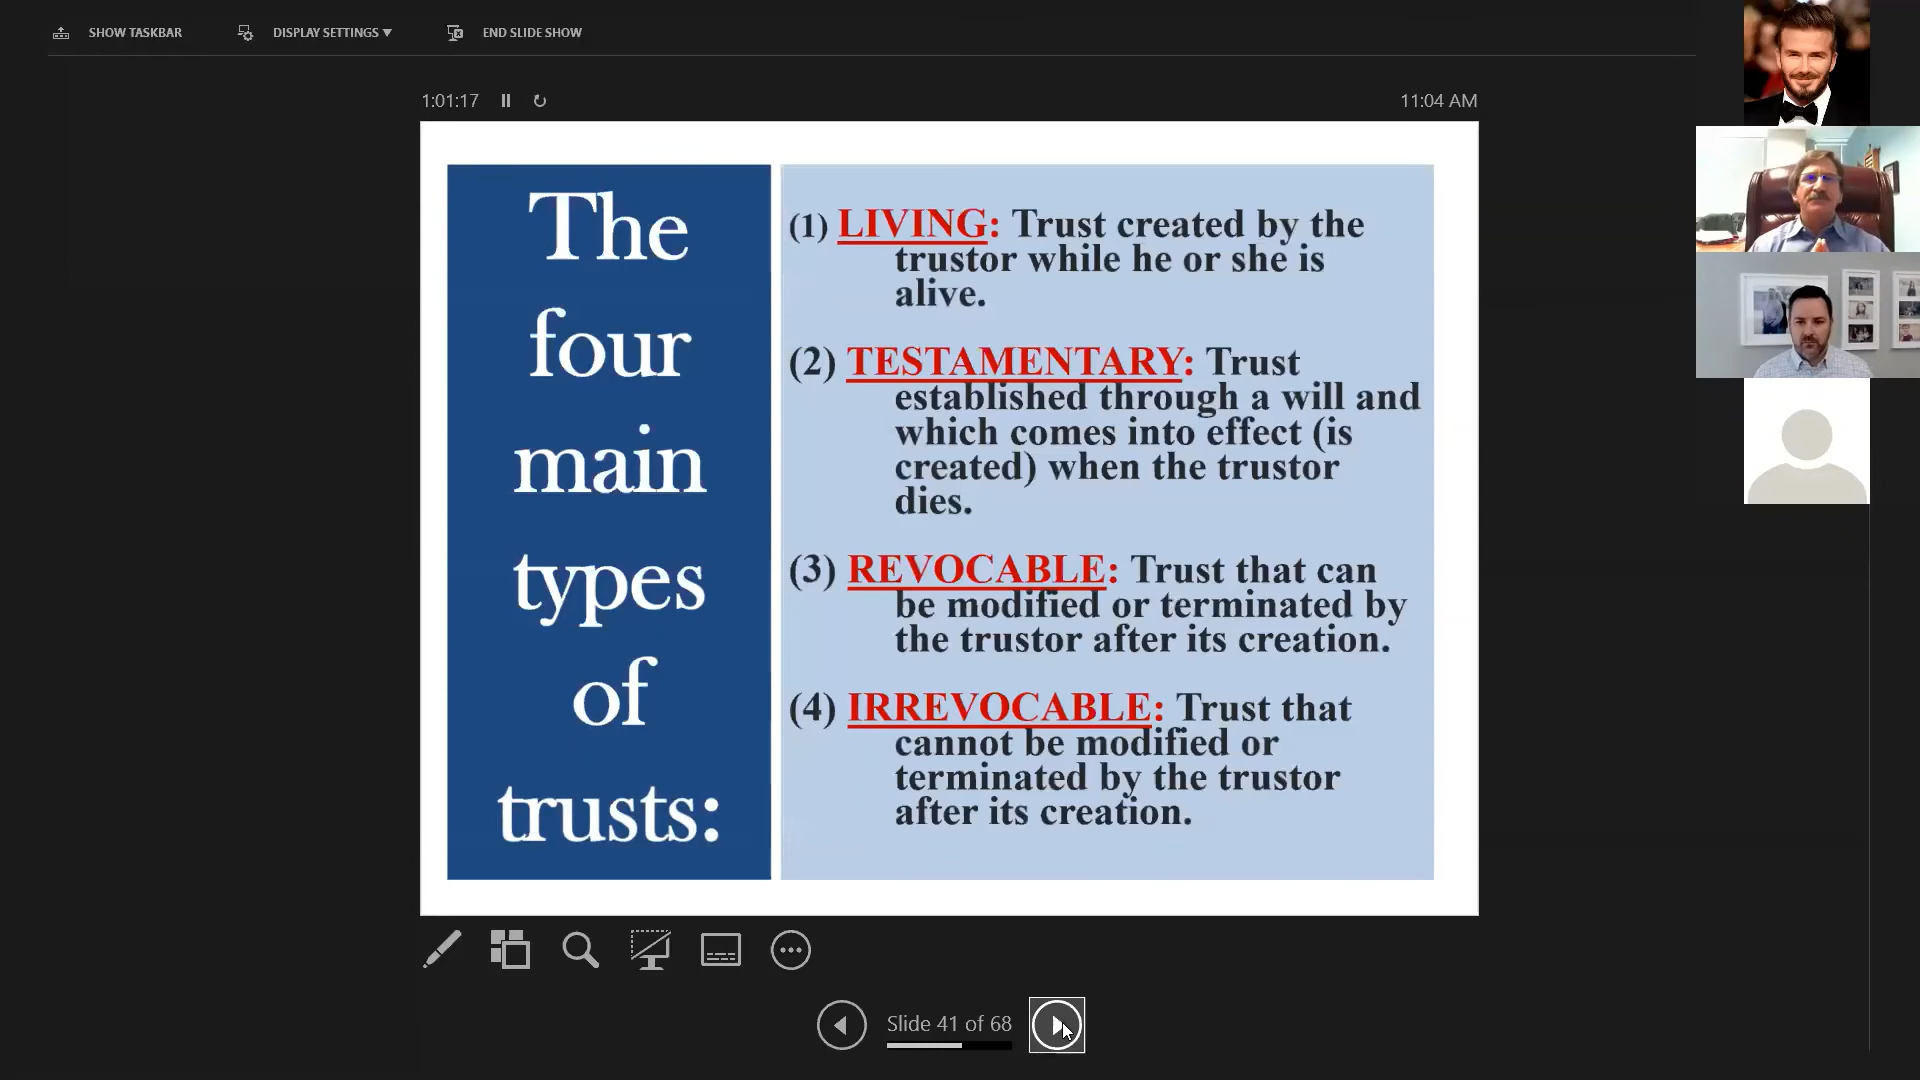 SHOW TASKBAR
DISPLAY SETTINGS ▼
END SLIDE SHOW
1:01:17
11:04 AM
The
four
main
types
of
trusts:
(1) LIVING: Trust created by the
trustor while he or she is
alive.
(2) TESTAMENTARY: Trust
established through a will and
which comes into effect (is
created) when the trustor
dies.
(3) REVOCABLE: Trust that can
be modified or terminated by
the trustor after its creation.
(4) IRREVOCABLE: Trust that
cannot be modified or
terminated by the trustor
after its creation.
Slide 41 of 68